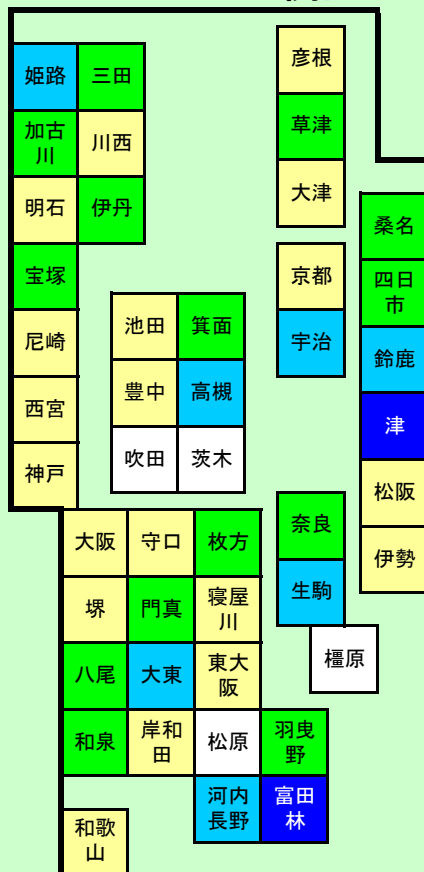 姫路
三田
加古
川
川西
明石
伊丹
宝塚
尼崎
西宮
神戸
池田
箕面
豊中
高槻
吹田
茨木
彦根
草津
大津
京都
宇治
桑名
四日
市
鈴鹿
津
松阪
伊勢
奈良
生駒
橿原
大阪
守口
枚方
堺
門真
寝屋
川
八尾
大東
東大
阪
和泉
岸和
田
松原
羽曳
野
河内
長野
富田
林
和歌
山